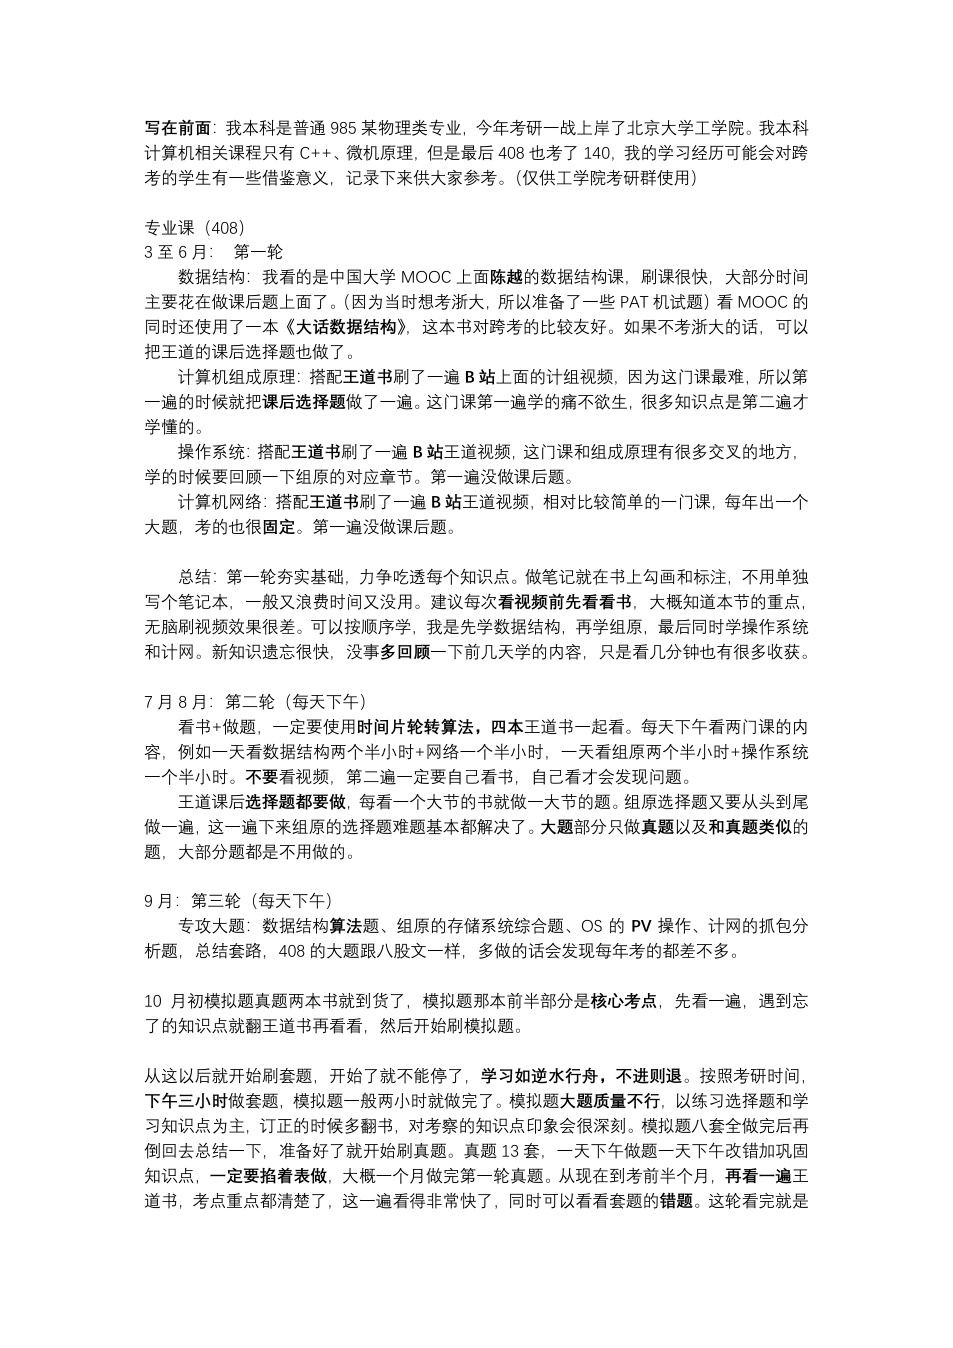 写在前面：我本科是普通 985 某物理类专业，今年考研一战上岸了北京大学工学院。我本科
计算机相关课程只有 C++、微机原理，但是最后 408 也考了 140，我的学习经历可能会对跨
考的学生有一些借鉴意义，记录下来供大家参考。（仅供工学院考研群使用）
专业课（408）
3 至 6 月： 第一轮
数据结构：我看的是中国大学 MOOC 上面陈越的数据结构课，刷课很快，大部分时间
主要花在做课后题上面了。（因为当时想考浙大，所以准备了一些 PAT 机试题）看 MOOC 的
同时还使用了一本《大话数据结构》，这本书对跨考的比较友好。如果不考浙大的话，可以
把王道的课后选择题也做了。
计算机组成原理：搭配王道书刷了一遍 B 站上面的计组视频，因为这门课最难，所以第
一遍的时候就把课后选择题做了一遍。这门课第一遍学的痛不欲生，很多知识点是第二遍才
学懂的。
操作系统：搭配王道书刷了一遍 B 站王道视频，这门课和组成原理有很多交叉的地方，
学的时候要回顾一下组原的对应章节。第一遍没做课后题。
计算机网络：搭配王道书刷了一遍 B 站王道视频，相对比较简单的一门课，每年出一个
大题，考的也很固定。第一遍没做课后题。
总结：第一轮夯实基础，力争吃透每个知识点。做笔记就在书上勾画和标注，不用单独
写个笔记本，一般又浪费时间又没用。建议每次看视频前先看看书，大概知道本节的重点，
无脑刷视频效果很差。可以按顺序学，我是先学数据结构，再学组原，最后同时学操作系统
和计网。新知识遗忘很快，没事多回顾一下前几天学的内容，只是看几分钟也有很多收获。
7 月 8 月：第二轮（每天下午）
看书+做题，一定要使用时间片轮转算法，四本王道书一起看。每天下午看两门课的内
容，例如一天看数据结构两个半小时+网络一个半小时，一天看组原两个半小时+操作系统
一个半小时。不要看视频，第二遍一定要自己看书，自己看才会发现问题。
王道课后选择题都要做，每看一个大节的书就做一大节的题。组原选择题又要从头到尾
做一遍，这一遍下来组原的选择题难题基本都解决了。大题部分只做真题以及和真题类似的
题，大部分题都是不用做的。
9 月：第三轮（每天下午）
专攻大题：数据结构算法题、组原的存储系统综合题、OS 的 PV 操作、计网的抓包分
析题，总结套路，408 的大题跟八股文一样，多做的话会发现每年考的都差不多。
10 月初模拟题真题两本书就到货了，模拟题那本前半部分是核心考点，先看一遍，遇到忘
了的知识点就翻王道书再看看，然后开始刷模拟题。
从这以后就开始刷套题，开始了就不能停了，学习如逆水行舟，不进则退。按照考研时间，
下午三小时做套题，模拟题一般两小时就做完了。模拟题大题质量不行，以练习选择题和学
习知识点为主，订正的时候多翻书，对考察的知识点印象会很深刻。模拟题八套全做完后再
倒回去总结一下，准备好了就开始刷真题。真题 13 套，一天下午做题一天下午改错加巩固
知识点，一定要掐着表做，大概一个月做完第一轮真题。从现在到考前半个月，再看一遍王
道书，考点重点都清楚了，这一遍看得非常快了，同时可以看看套题的错题。这轮看完就是